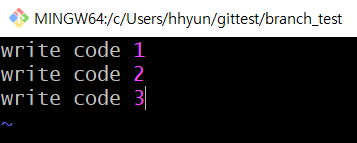 MINGW64:/c/Users/hhyun/gittest/branch_test
write code 1
write code 2
write code 3
~